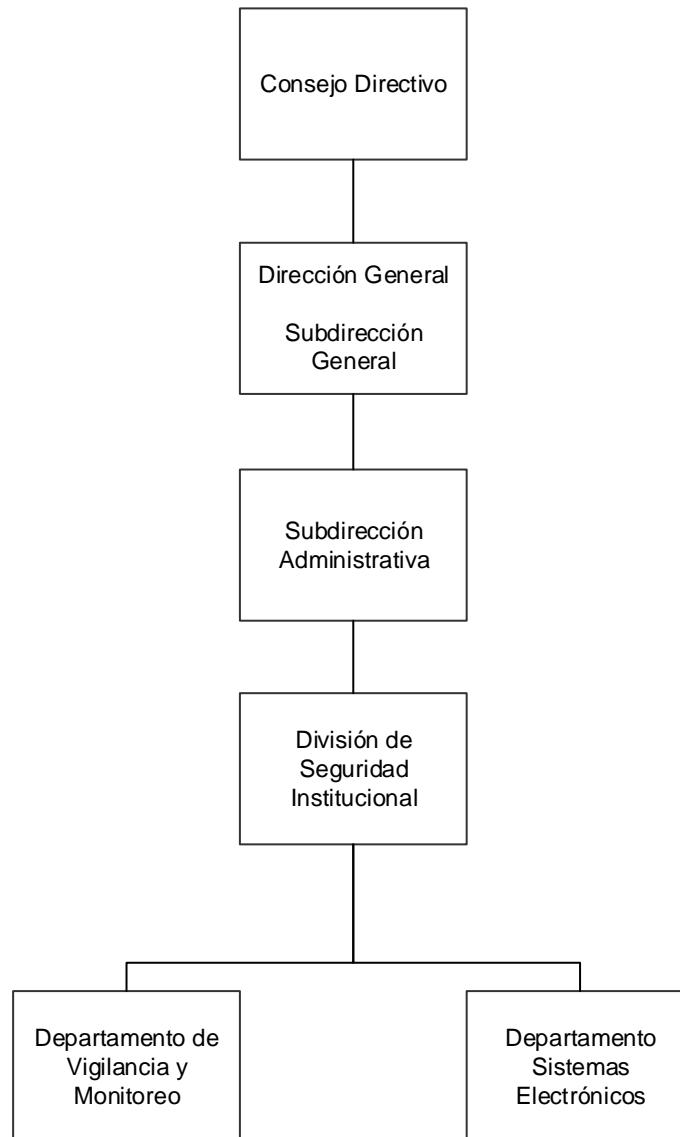 Consejo Directivo
Dirección General
Subdirección
General
Subdirección
Administrativa
División de
Seguridad
Institucional
Departamento de
Vigilancia y
Monitoreo
Departamento
Sistemas
Electrónicos